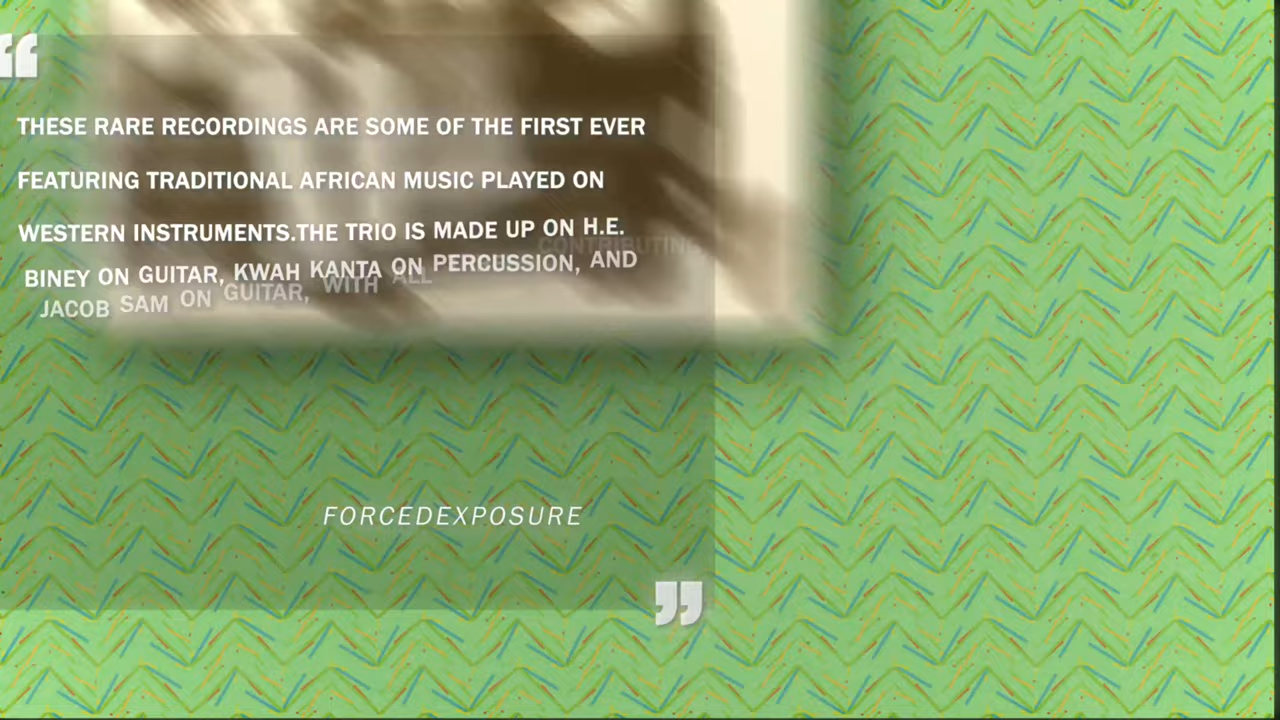 “
THESE RARE RECORDINGS ARE SOME OF THE FIRST EVER
FEATURING TRADITIONAL AFRICAN MUSIC PLAYED ON
WESTERN INSTRUMENTS.THE TRIO IS MADE UP ON H.E.
BINEY ON GUITAR, KWAH KANTA ON PERCUSSION, AND
JACOB SAM ON GUITAR, WITH ALL
CONTRIBUTING
FORCEDEXPOSURE
”